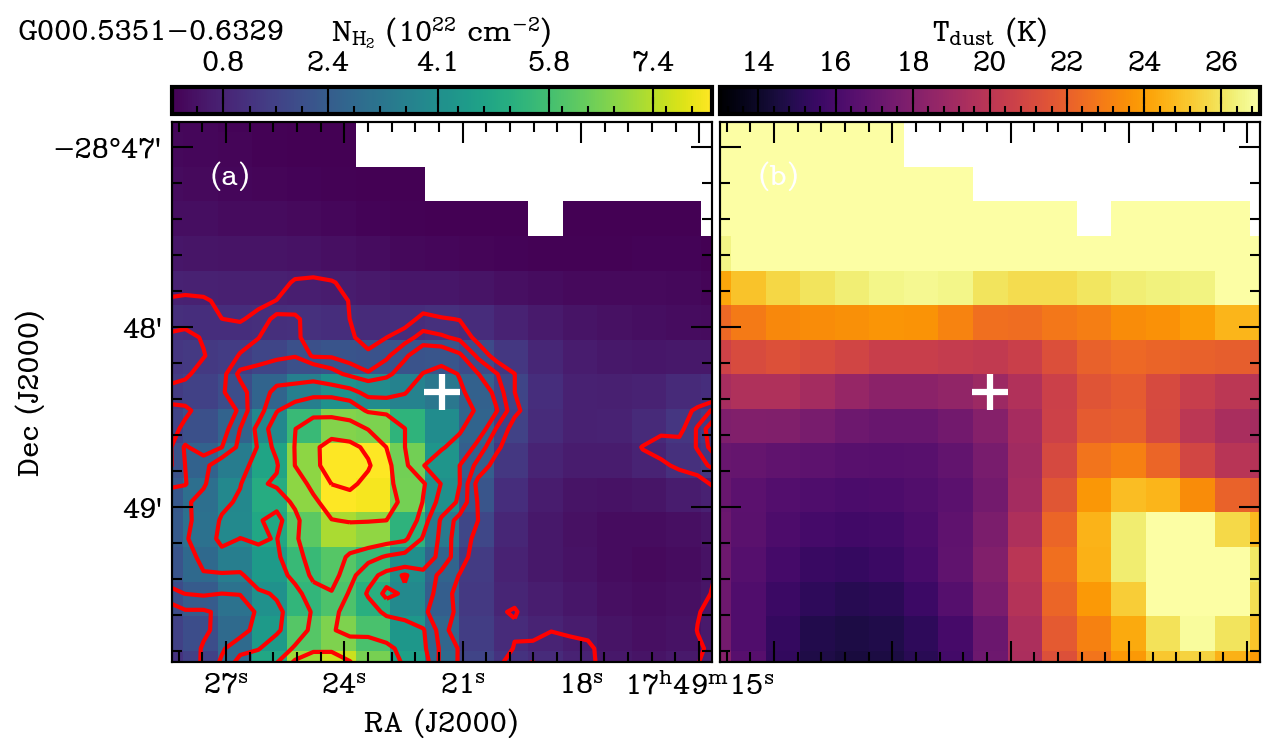 G000.5351−0.6329 N_H₂ (10²² cm⁻²) T_dust (K)
0.8 2.4 4.1 5.8 7.4 14 16 18 20 22 24 26
−28°47'
(a) (b)
48'
Dec (J2000)
49'
27ˢ 24ˢ 21ˢ 18ˢ 17ʰ49ᵐ15ˢ
RA (J2000)